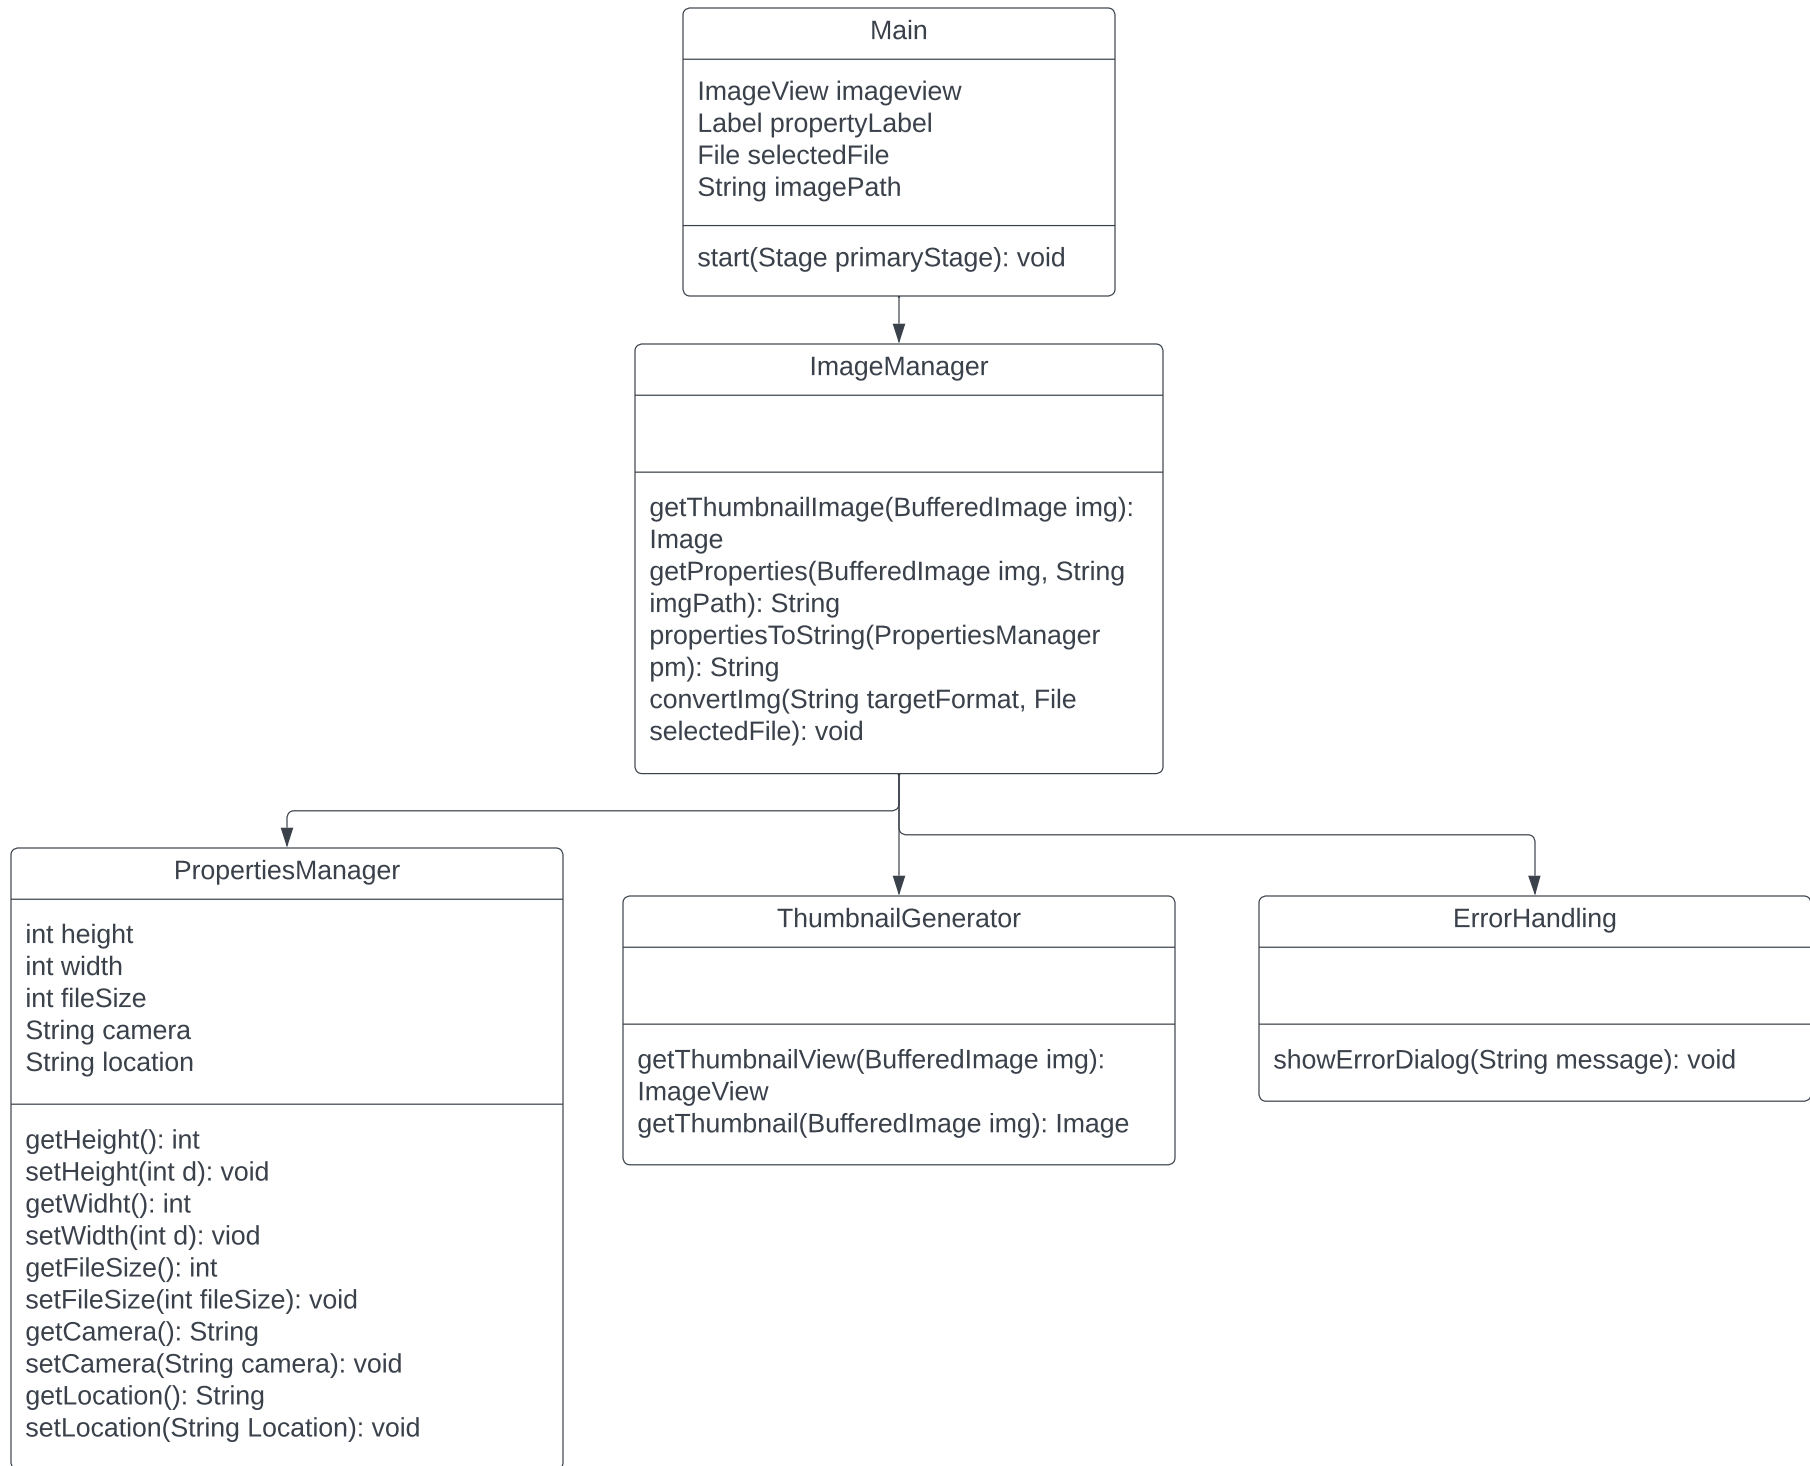 Main
ImageView imageview
Label propertyLabel
File selectedFile
String imagePath
start(Stage primaryStage): void
ImageManager
getThumbnailImage(BufferedImage img):
Image
getProperties(BufferedImage img, String
imgPath): String
propertiesToString(PropertiesManager
pm): String
convertImg(String targetFormat, File
selectedFile): void
PropertiesManager
int height
int width
int fileSize
String camera
String location
getHeight(): int
setHeight(int d): void
getWidht(): int
setWidth(int d): viod
getFileSize(): int
setFileSize(int fileSize): void
getCamera(): String
setCamera(String camera): void
getLocation(): String
setLocation(String Location): void
ThumbnailGenerator
getThumbnailView(BufferedImage img):
ImageView
getThumbnail(BufferedImage img): Image
ErrorHandling
showErrorDialog(String message): void